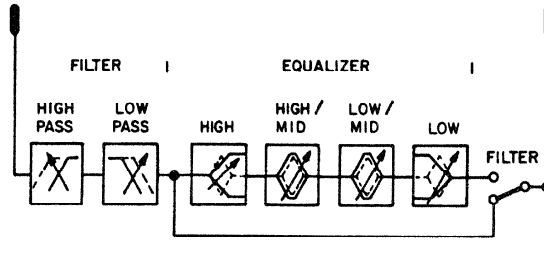 FILTER
EQUALIZER
HIGH PASS
LOW PASS
HIGH
HIGH / MID
LOW / MID
LOW
FILTER